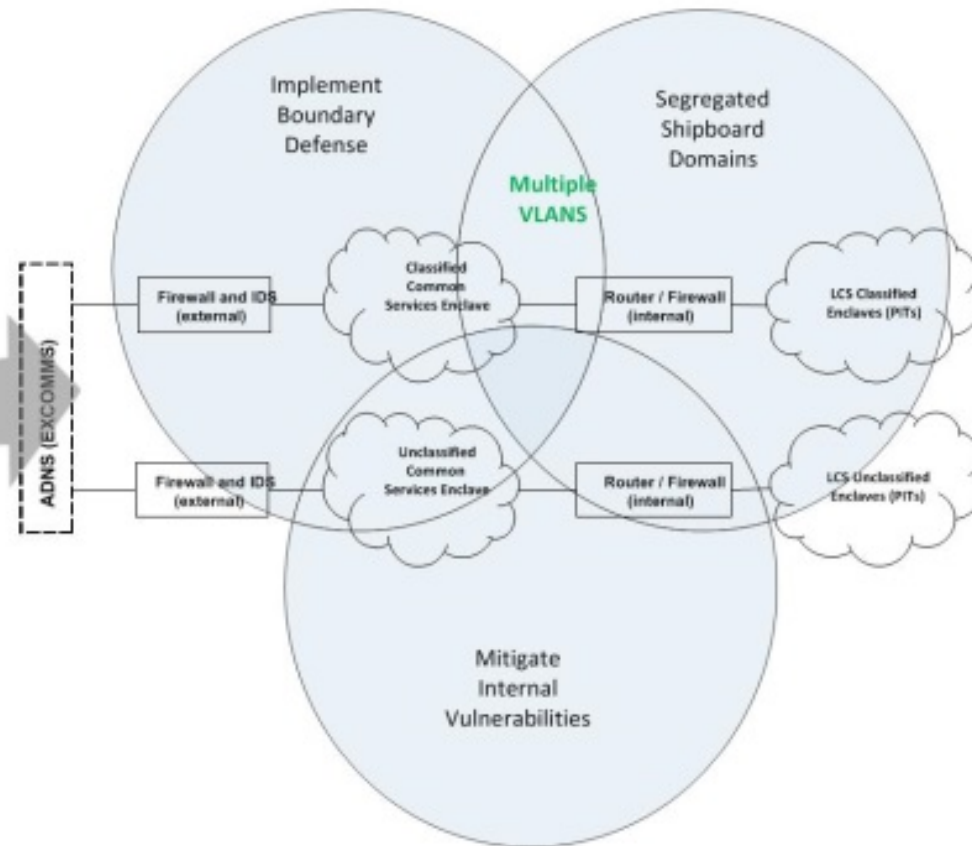 Implement
Boundary
Defense
Segregated
Shipboard
Domains
Multiple
VLANS
ADNS (EXCOMMS)
Firewall and IDS
(external)
Classified
Common
Services Enclave
Router / Firewall
(internal)
LCS Classified
Enclaves (PITs)
Firewall and IDS
(external)
Unclassified
Common
Services Enclave
Router / Firewall
(internal)
LCS Unclassified
Enclaves (PITs)
Mitigate
Internal
Vulnerabilities